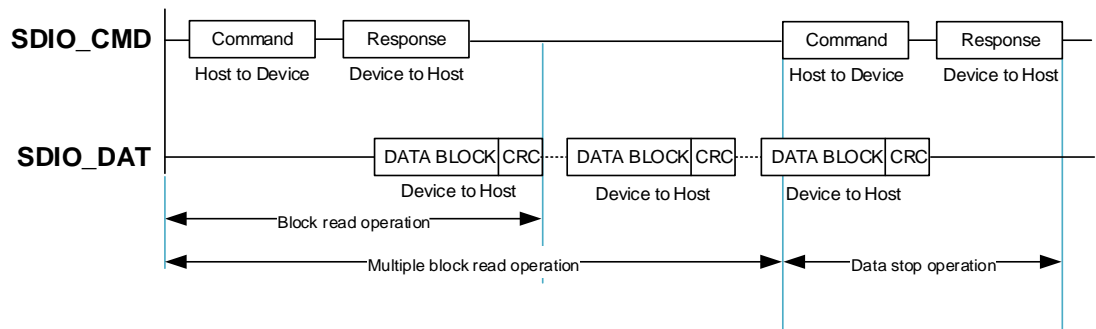 SDIO_CMD Command Response Command Response
Host to Device Device to Host Host to Device Device to Host
SDIO_DAT DATA BLOCK CRC DATA BLOCK CRC DATA BLOCK CRC
Device to Host Device to Host Device to Host
Block read operation
Multiple block read operation Data stop operation